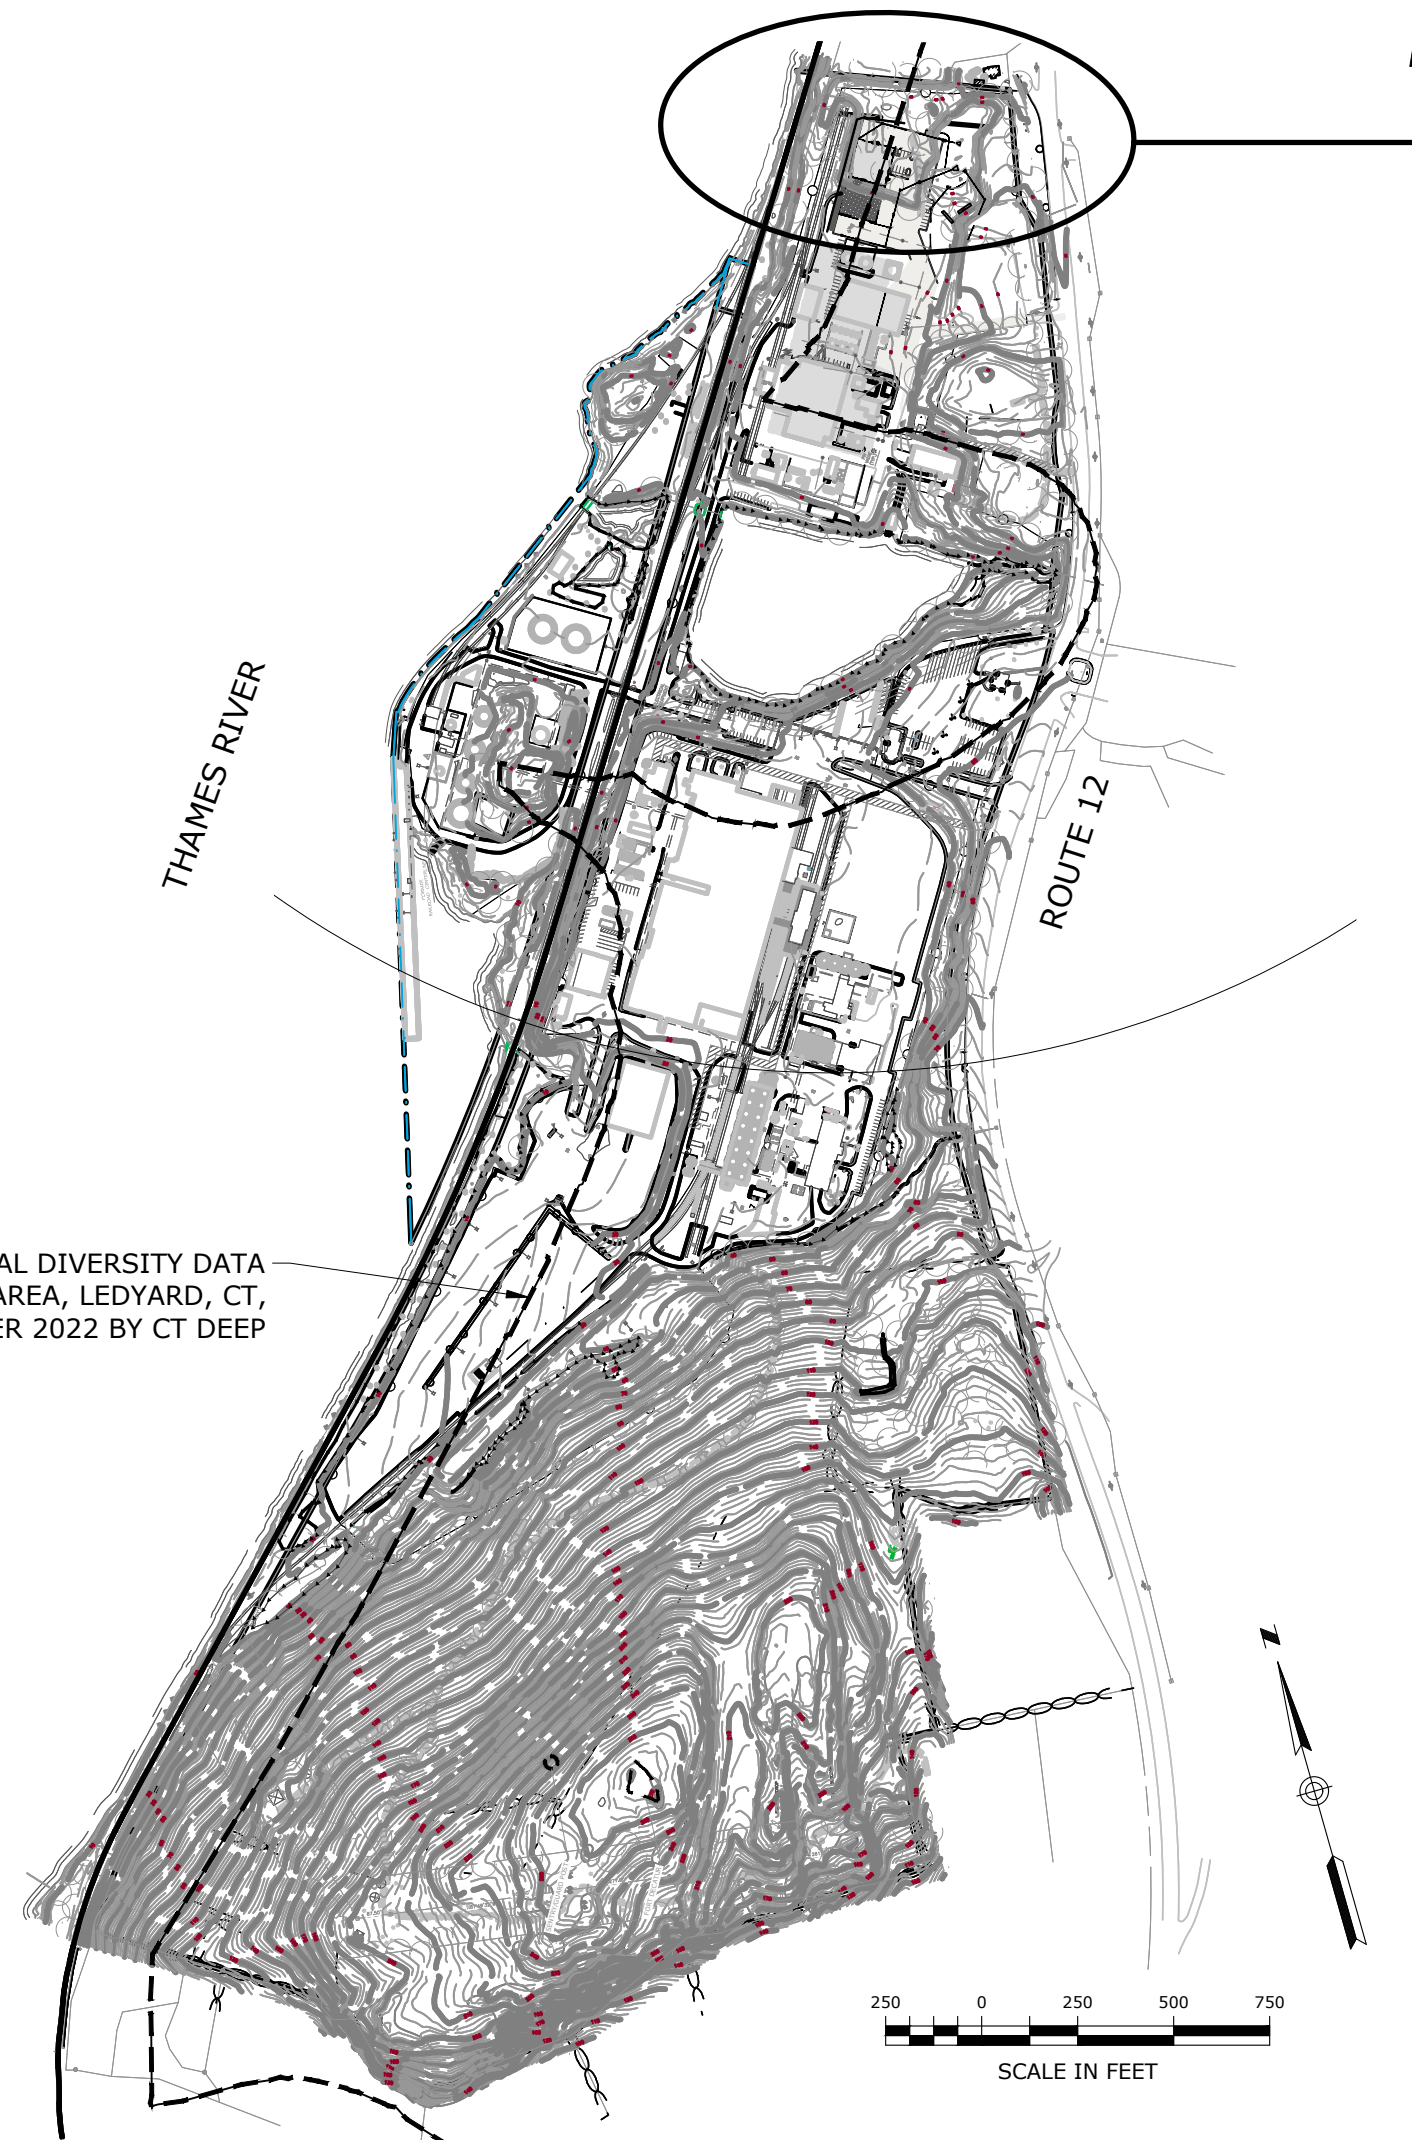 THAMES RIVER
ROUTE 12
AL DIVERSITY DATA
AREA, LEDYARD, CT,
ER 2022 BY CT DEEP
N
250 0 250 500 750
SCALE IN FEET